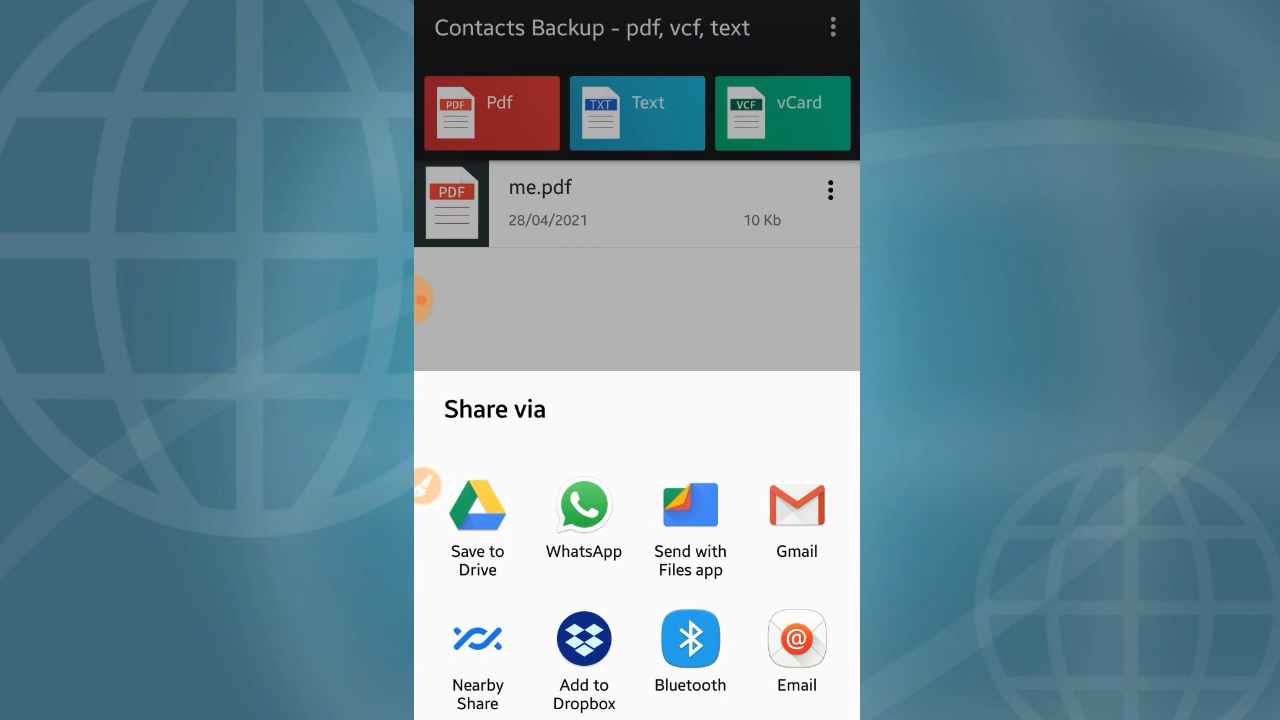 Contacts Backup - pdf, vcf, text
PDF Pdf
TXT Text
VCF vCard
PDF
me.pdf
28/04/2021 10 Kb
Share via
Save to
Drive
WhatsApp
Send with
Files app
Gmail
Nearby
Share
Add to
Dropbox
Bluetooth
@
Email